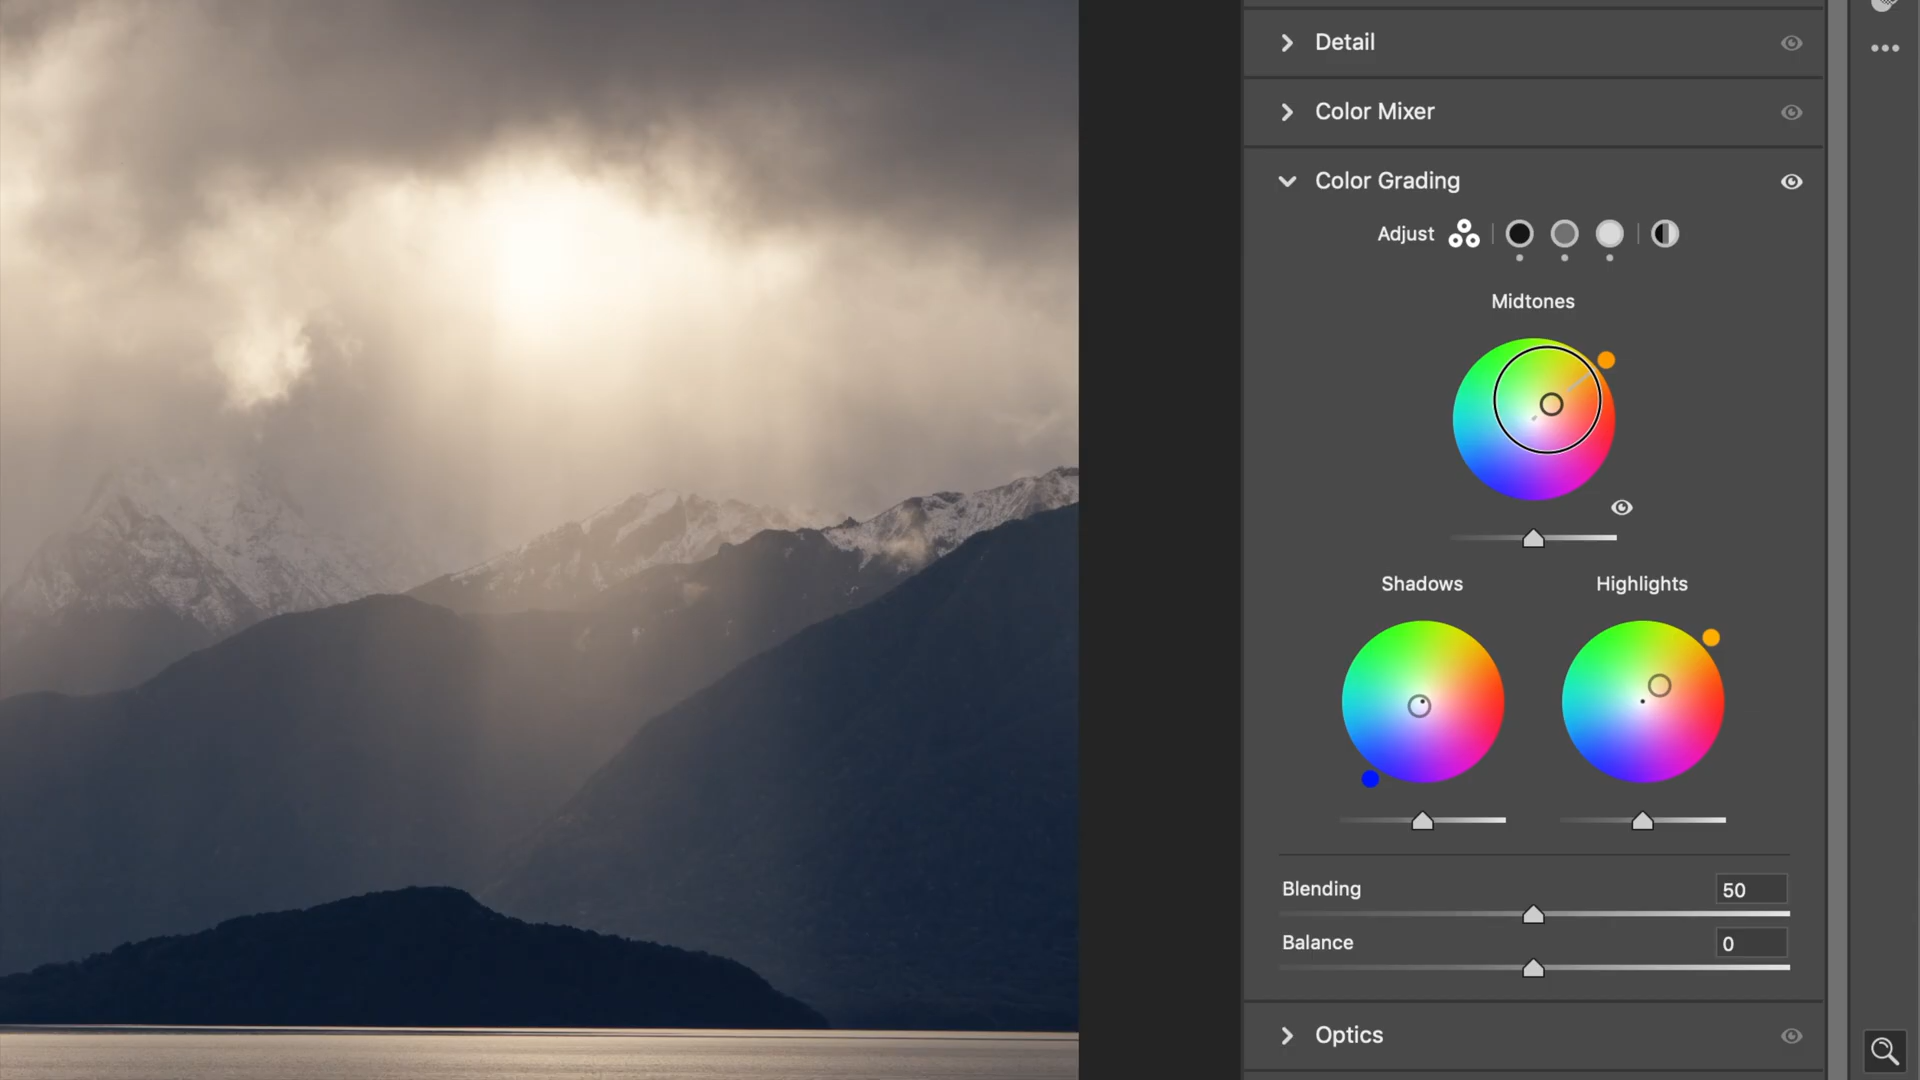 Detail
Color Mixer
Color Grading
Adjust
Midtones
Shadows Highlights
Blending 50
Balance 0
Optics